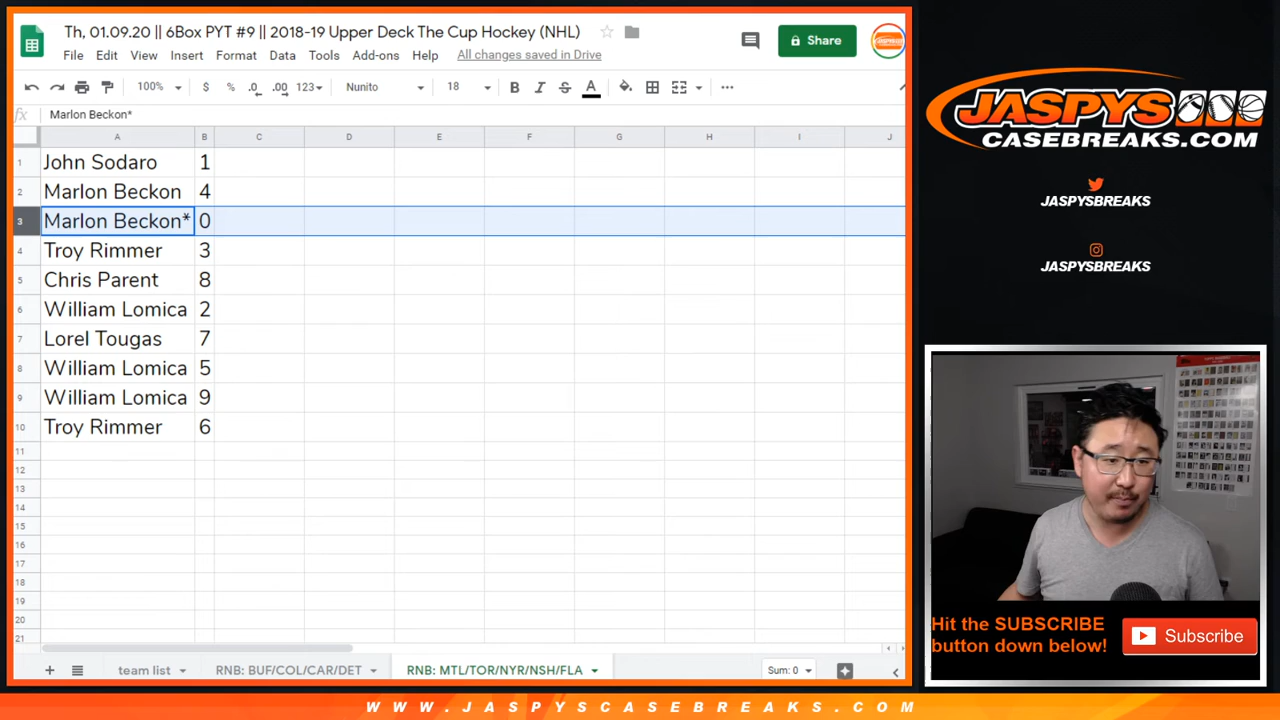 Th, 01.09.20 || 6Box PYT #9 || 2018-19 Upper Deck The Cup Hockey (NHL)
File Edit View Insert Format Data Tools Add-ons Help All changes saved in Drive
Share
100% $ % .0 .00 123 Nunito 18 B I S A
fx Marlon Beckon*
A B C D E F G H I J
1 John Sodaro 1
2 Marlon Beckon 4
3 Marlon Beckon* 0
4 Troy Rimmer 3
5 Chris Parent 8
6 William Lomica 2
7 Lorel Tougas 7
8 William Lomica 5
9 William Lomica 9
10 Troy Rimmer 6
11
12
13
14
15
16
17
18
19
20
21
team list RNB: BUF/COL/CAR/DET RNB: MTL/TOR/NYR/NSH/FLA Sum: 0
JASPYS
CASEBREAKS.COM
JASPYSBREAKS
JASPYSBREAKS
Hit the SUBSCRIBE
button down below!
Subscribe
WWW.JASPYSCASEBREAKS.COM